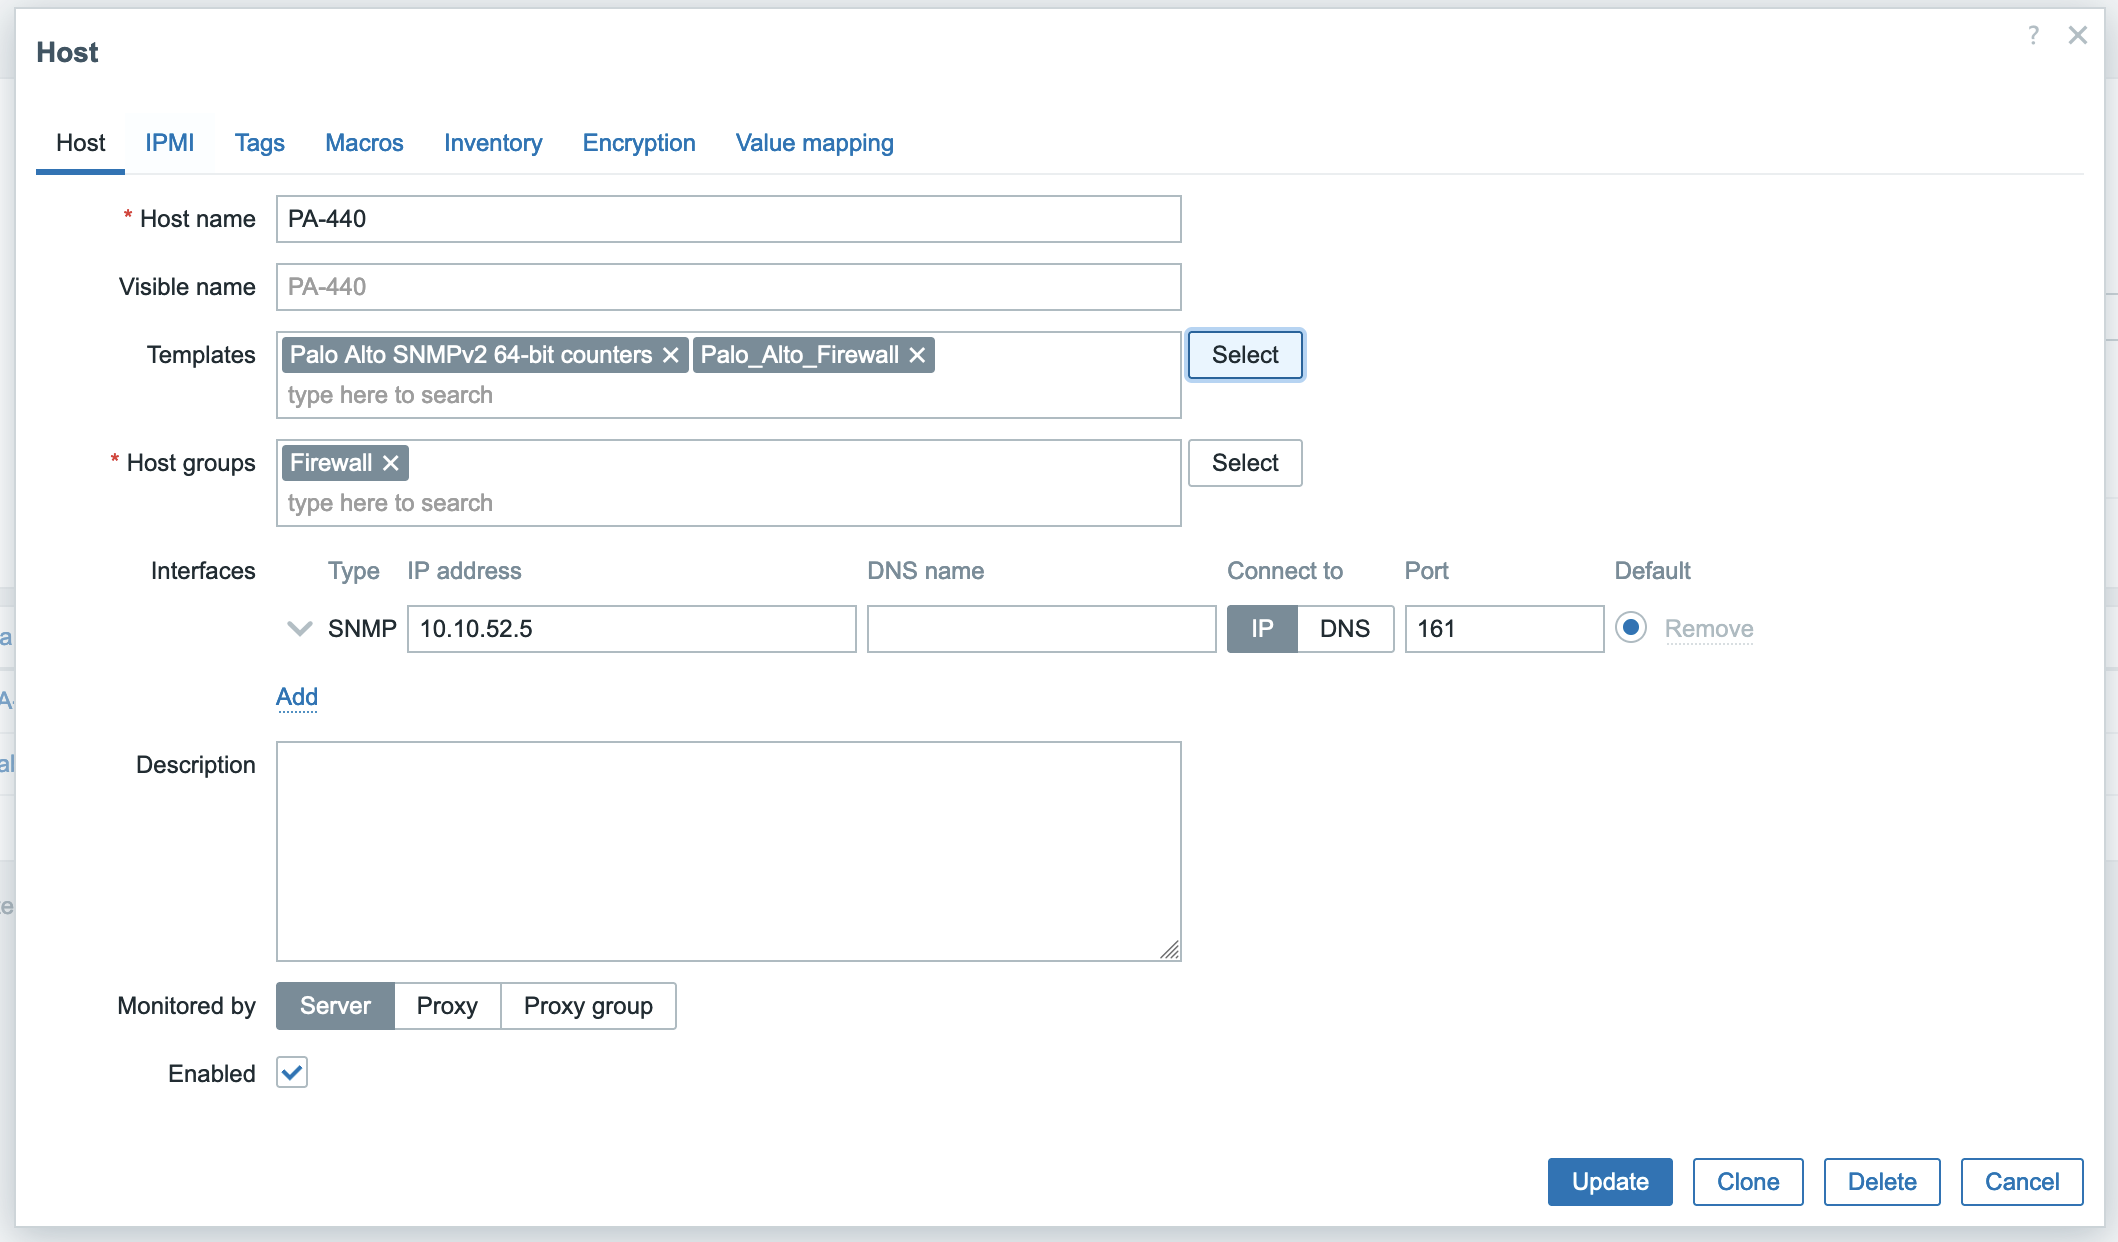 Host
?
Host IPMI Tags Macros Inventory Encryption Value mapping
* Host name PA-440
Visible name PA-440
Templates Palo Alto SNMPv2 64-bit counters Palo_Alto_Firewall Select
type here to search
* Host groups Firewall Select
type here to search
Interfaces Type IP address DNS name Connect to Port Default
SNMP 10.10.52.5 IP DNS 161 Remove
Add
Description
Monitored by Server Proxy Proxy group
Enabled
Update Clone Delete Cancel